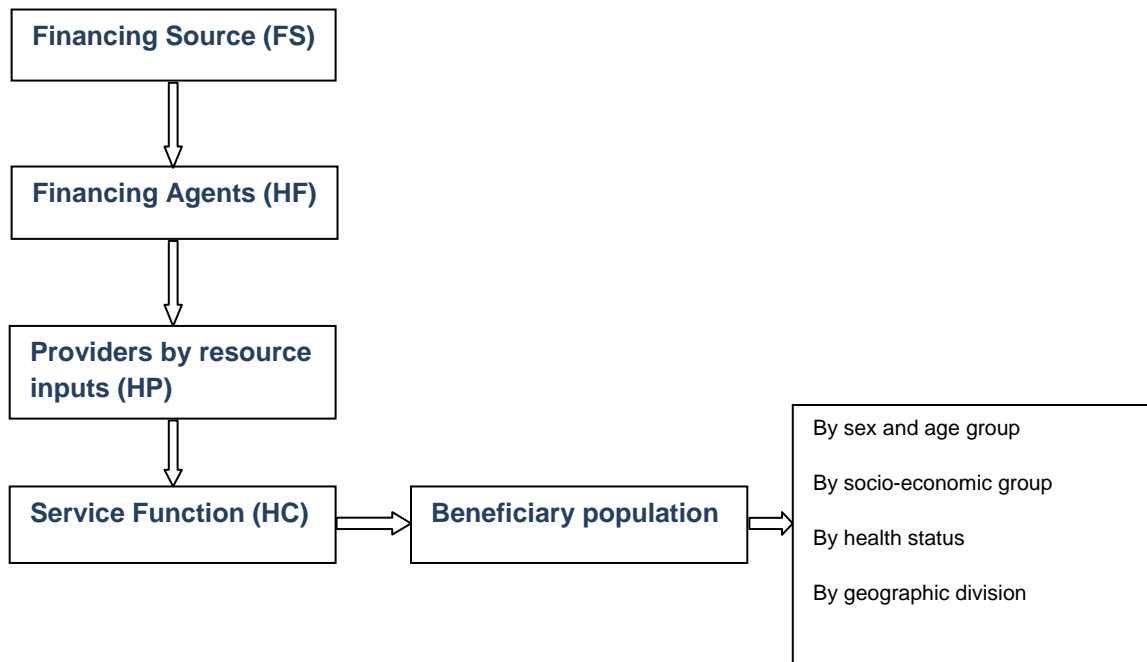 Financing Source (FS)
Financing Agents (HF)
Providers by resource
inputs (HP)
Service Function (HC)
Beneficiary population
By sex and age group
By socio-economic group
By health status
By geographic division